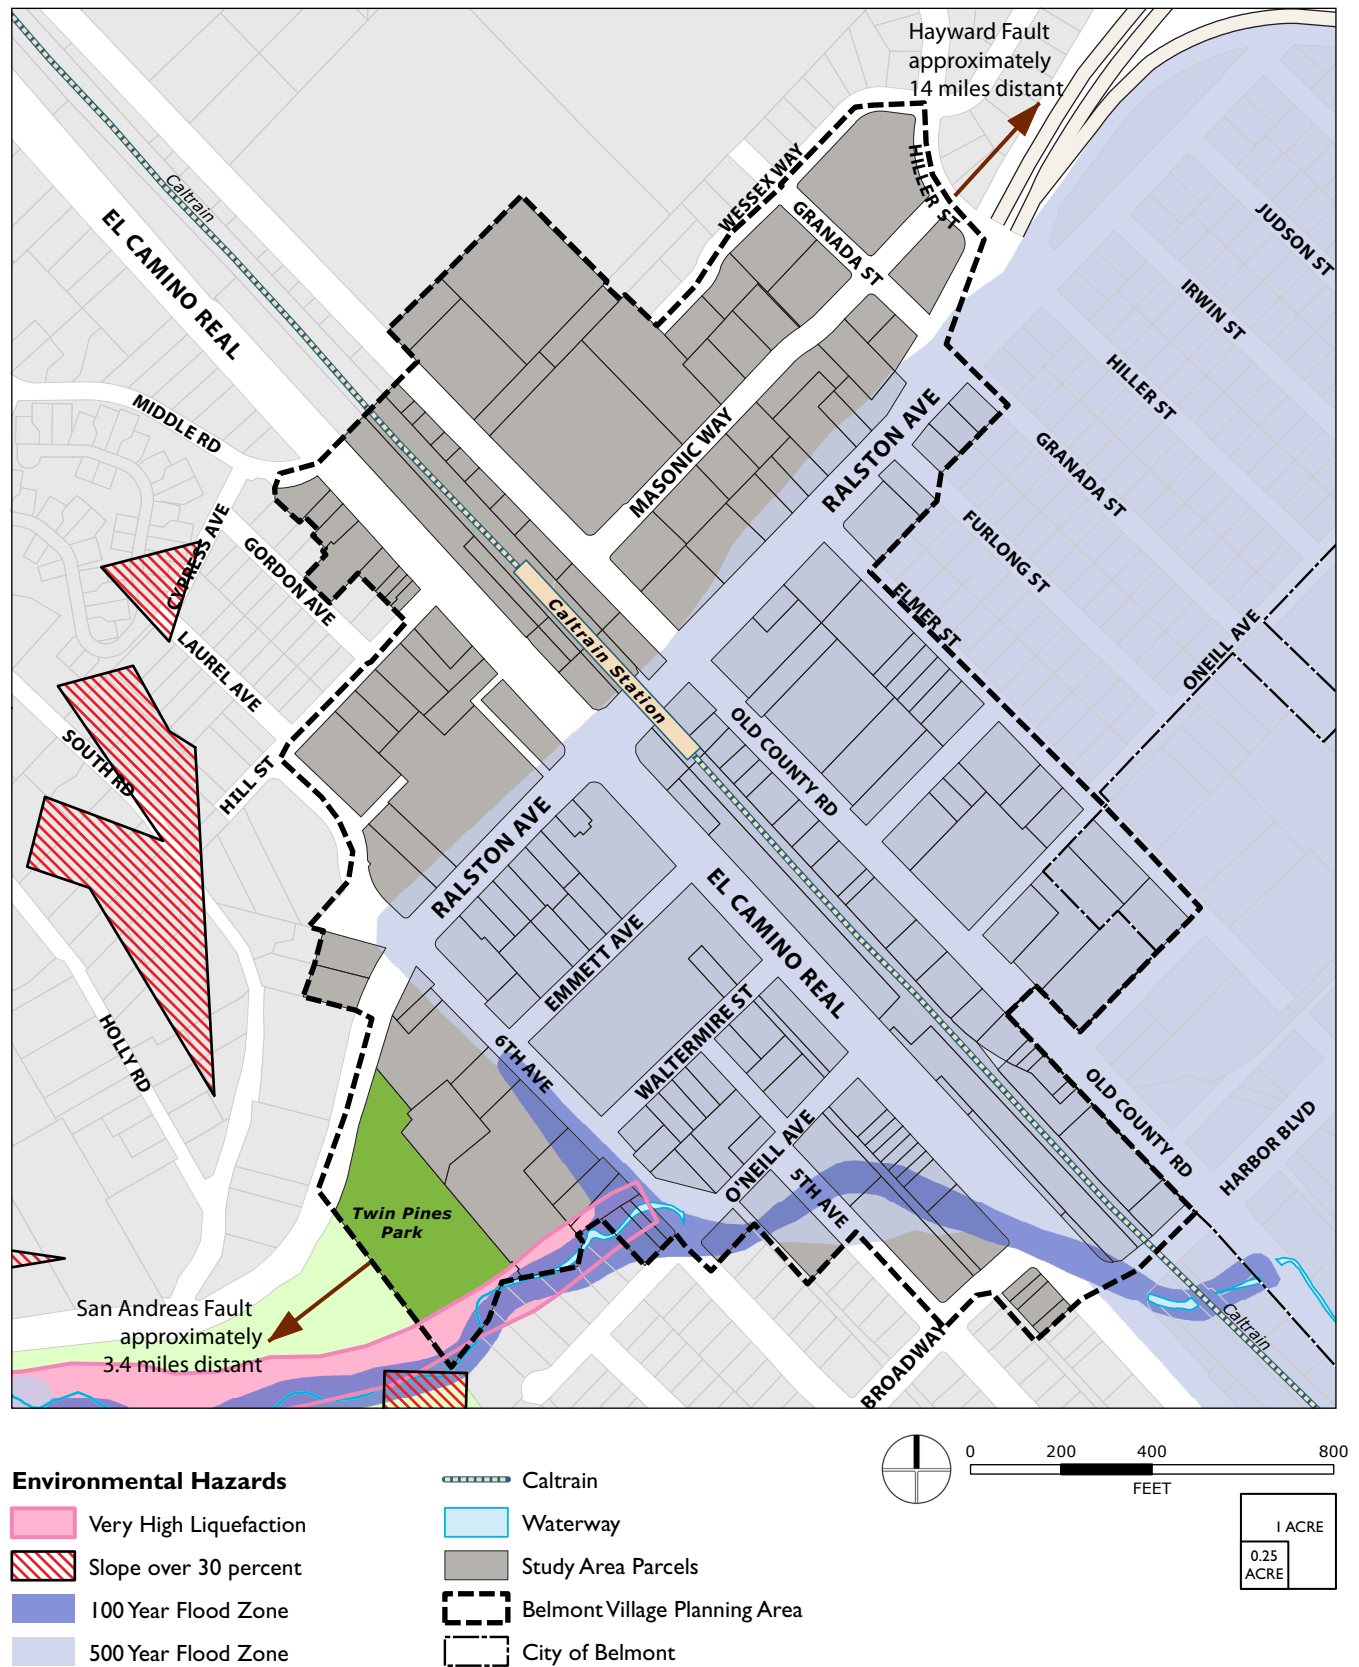 Hayward Fault
approximately
14 miles distant
Caltrain
EL CAMINO REAL
WESSEX WAY
HILLER ST
GRANADA ST
JUDSON ST
IRWIN ST
HILLER ST
GRANADA ST
MIDDLE RD
MASONIC WAY
RALSTON AVE
FURLONG ST
CYPRESS AVE
GORDON AVE
ELMER ST
ONEILL AVE
Caltrain Station
LAUREL AVE
SOUTH RD
HILL ST
OLD COUNTY RD
RALSTON AVE
EL CAMINO REAL
EMMETT AVE
WALTERMIRE ST
6TH AVE
HOLLY RD
O'NEILL AVE
5TH AVE
OLD COUNTY RD
HARBOR BLVD
Twin Pines
Park
San Andreas Fault
approximately
3.4 miles distant
Caltrain
BROADWAY
Environmental Hazards
Very High Liquefaction
Slope over 30 percent
100 Year Flood Zone
500 Year Flood Zone
Caltrain
Waterway
Study Area Parcels
Belmont Village Planning Area
City of Belmont
0 200 400 800
FEET
1 ACRE
0.25
ACRE